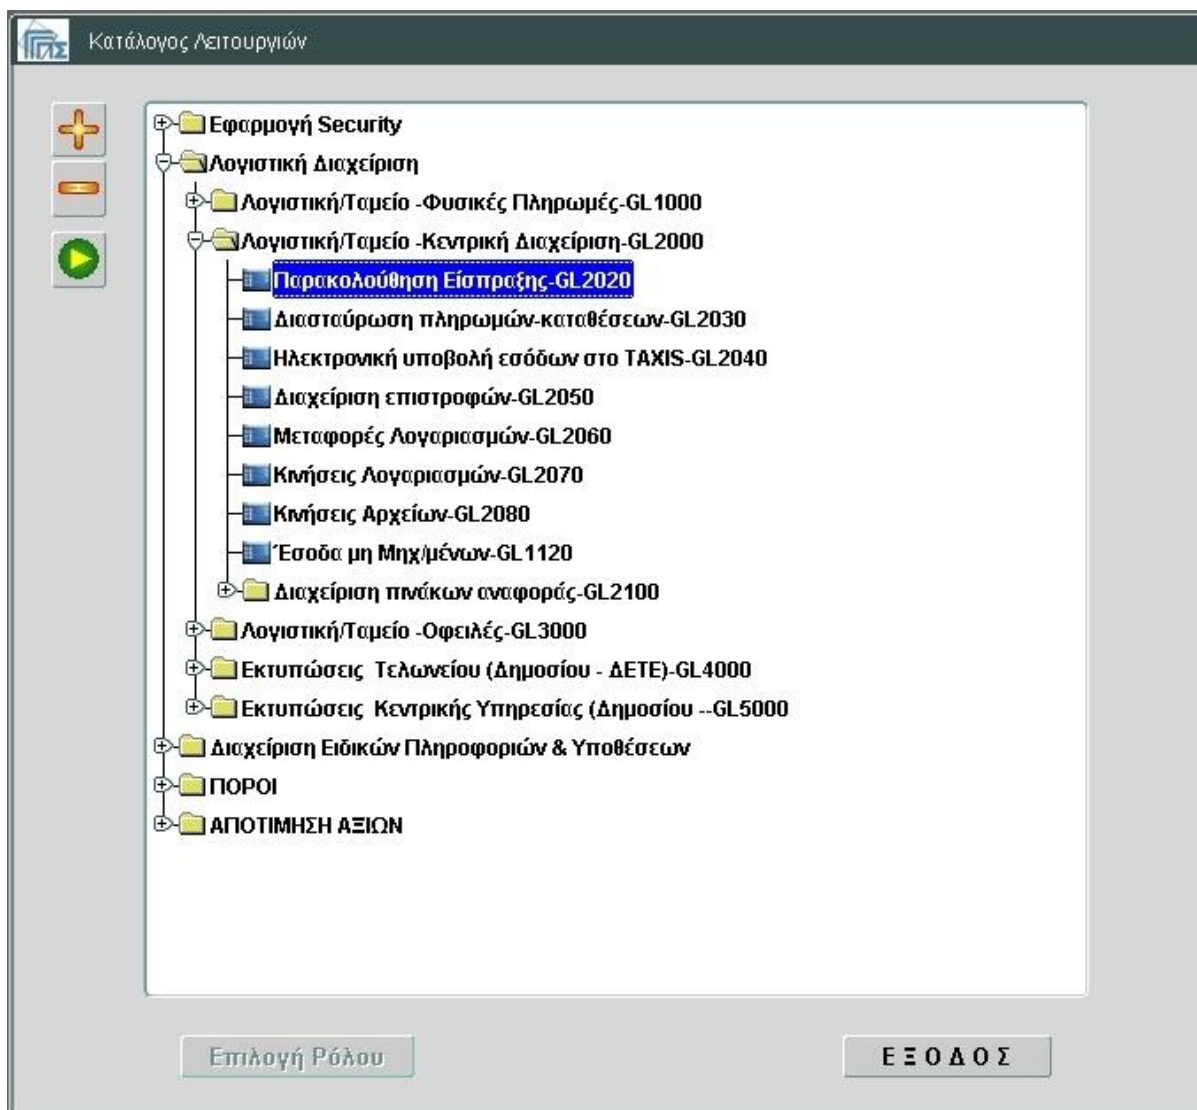 ΓΓΠΣ
Κατάλογος Λειτουργιών
Εφαρμογή Security
Λογιστική Διαχείριση
Λογιστική/Ταμείο -Φυσικές Πληρωμές-GL1000
Λογιστική/Ταμείο -Κεντρική Διαχείριση-GL2000
Παρακολούθηση Είσπραξης-GL2020
Διασταύρωση πληρωμών-καταθέσεων-GL2030
Ηλεκτρονική υποβολή εσόδων στο TAXIS-GL2040
Διαχείριση επιστροφών-GL2050
Μεταφορές Λογαριασμών-GL2060
Κινήσεις Λογαριασμών-GL2070
Κινήσεις Αρχείων-GL2080
Έσοδα μη Μηχ/μένων-GL1120
Διαχείριση πινάκων αναφοράς-GL2100
Λογιστική/Ταμείο -Οφειλές-GL3000
Εκτυπώσεις Τελωνείου (Δημοσίου - ΔΕΤΕ)-GL4000
Εκτυπώσεις Κεντρικής Υπηρεσίας (Δημοσίου --GL5000
Διαχείριση Ειδικών Πληροφοριών & Υποθέσεων
ΠΟΡΟΙ
ΑΠΟΤΙΜΗΣΗ ΑΞΙΩΝ
Επιλογή Ρόλου
Ε Ξ Ο Δ Ο Σ